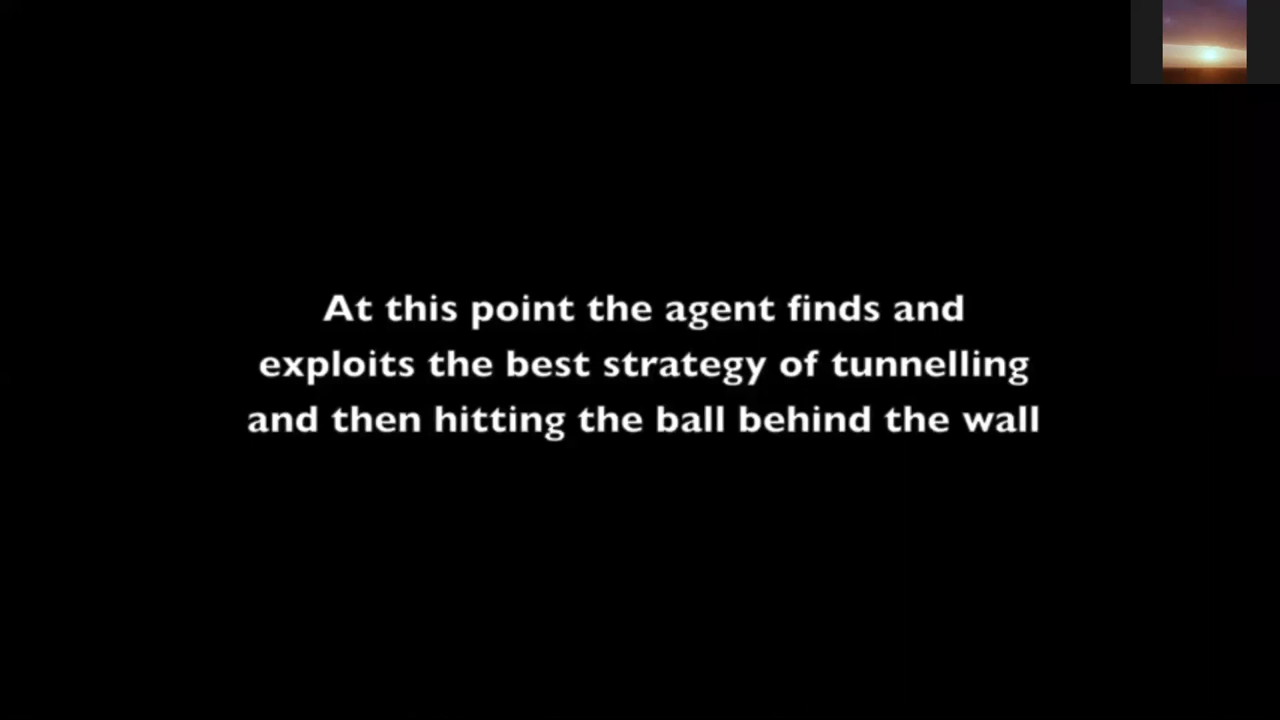 At this point the agent finds and
exploits the best strategy of tunnelling
and then hitting the ball behind the wall